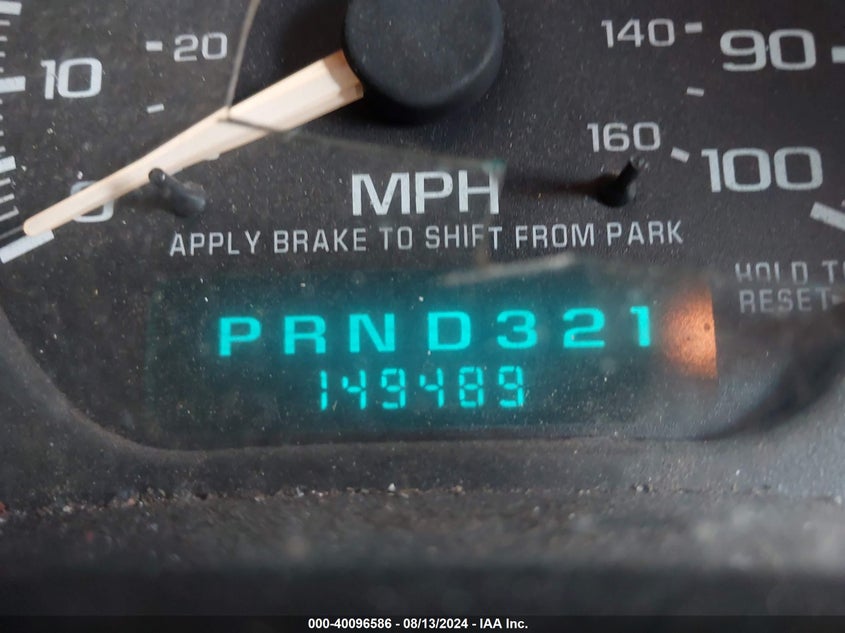 20
10
0
140
90
160
100
MPH
APPLY BRAKE TO SHIFT FROM PARK
HOLD TO
RESET
PRND321
149489
000-40096586 - 08/13/2024 - IAA Inc.